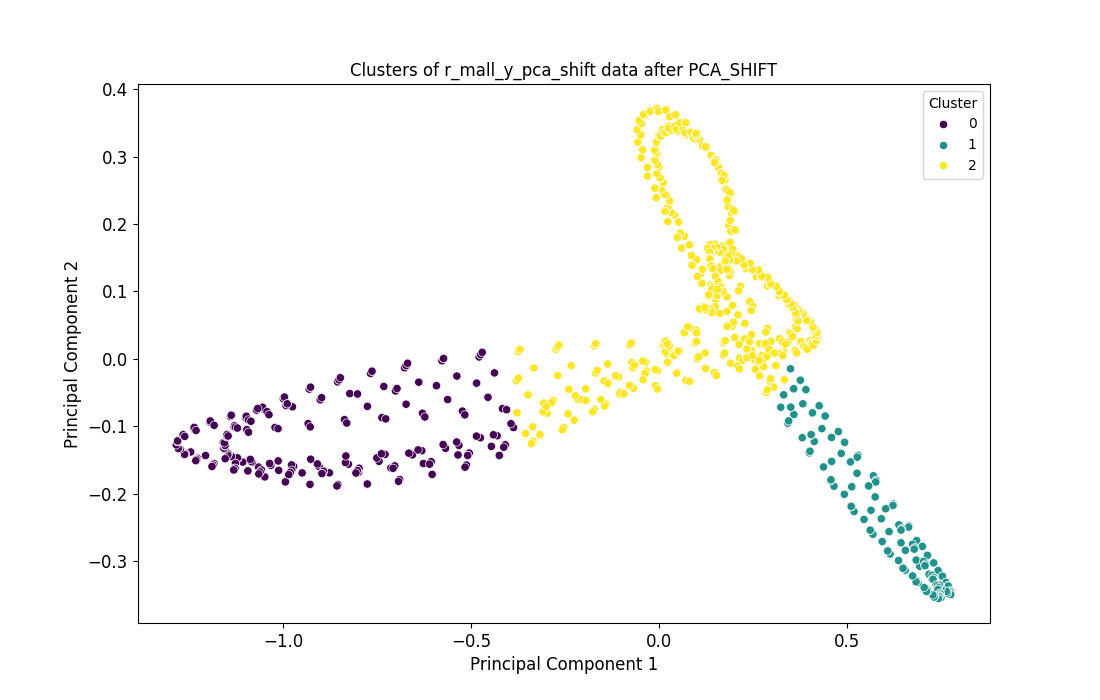 Clusters of r_mall_y_pca_shift data after PCA_SHIFT
Cluster
0
1
2
0.4
0.3
0.2
0.1
0.0
−0.1
−0.2
−0.3
Principal Component 2
−1.0 −0.5 0.0 0.5
Principal Component 1